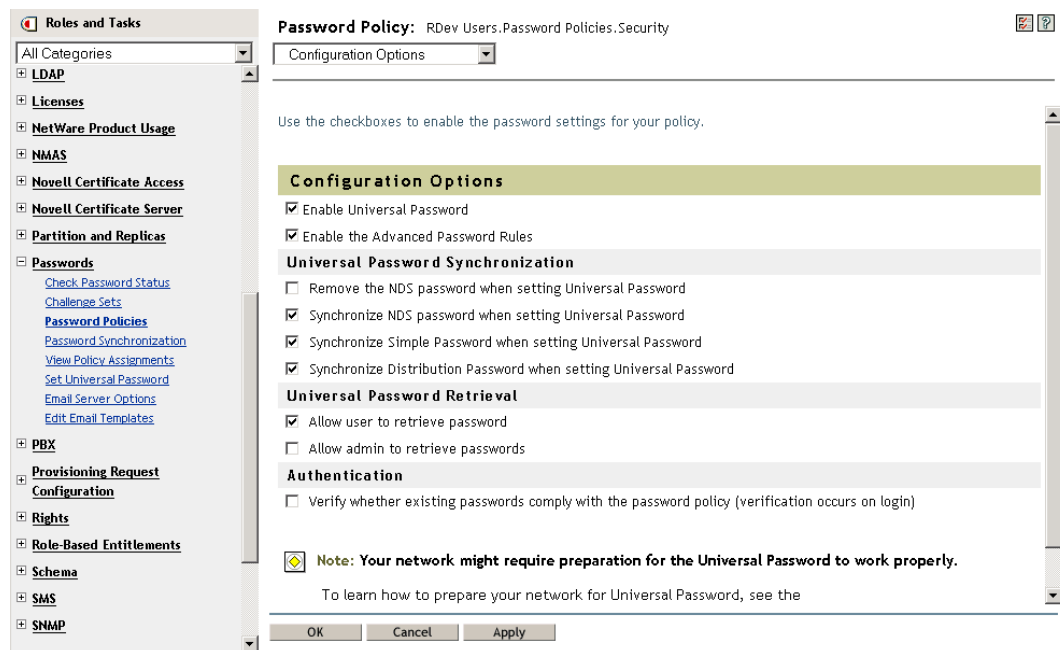 Roles and Tasks
All Categories
LDAP
Licenses
NetWare Product Usage
NMAS
Novell Certificate Access
Novell Certificate Server
Partition and Replicas
Passwords
Check Password Status
Challenge Sets
Password Policies
Password Synchronization
View Policy Assignments
Set Universal Password
Email Server Options
Edit Email Templates
PBX
Provisioning Request
Configuration
Rights
Role-Based Entitlements
Schema
SMS
SNMP
Password Policy: RDev Users.Password Policies.Security
Configuration Options
Use the checkboxes to enable the password settings for your policy.
Configuration Options
Enable Universal Password
Enable the Advanced Password Rules
Universal Password Synchronization
Remove the NDS password when setting Universal Password
Synchronize NDS password when setting Universal Password
Synchronize Simple Password when setting Universal Password
Synchronize Distribution Password when setting Universal Password
Universal Password Retrieval
Allow user to retrieve password
Allow admin to retrieve passwords
Authentication
Verify whether existing passwords comply with the password policy (verification occurs on login)
Note: Your network might require preparation for the Universal Password to work properly.
To learn how to prepare your network for Universal Password, see the
OK Cancel Apply